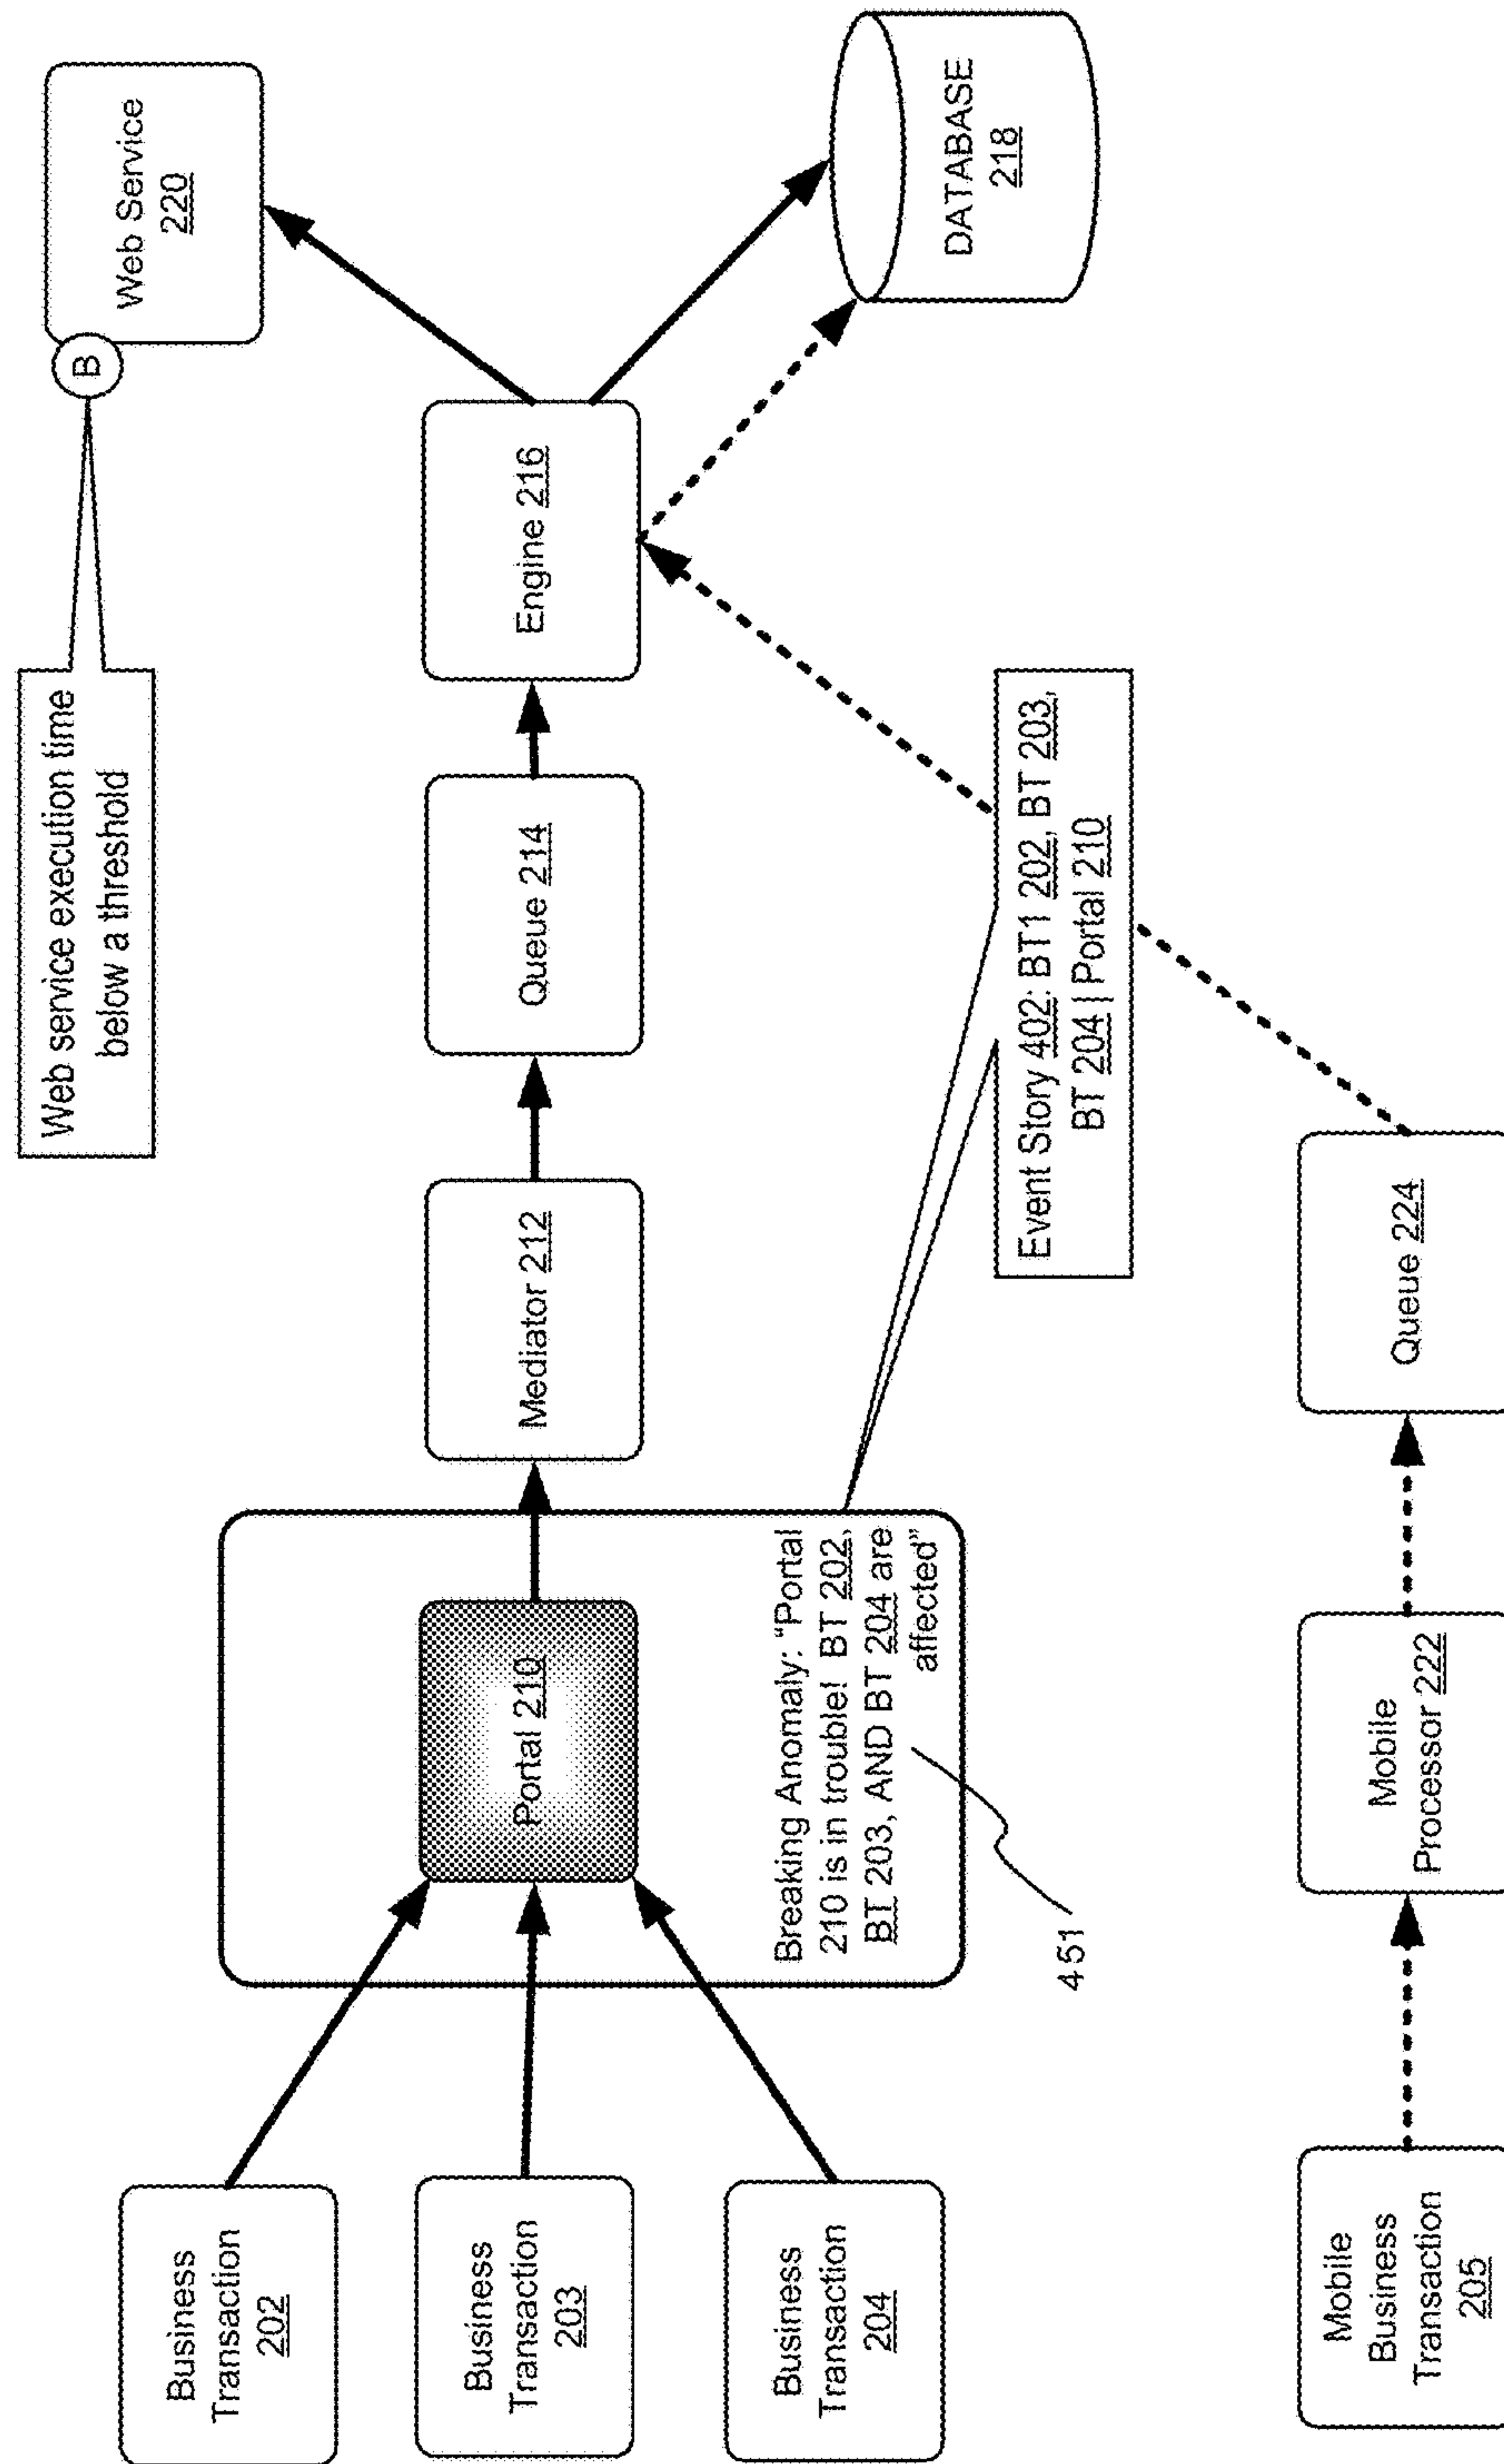 Business
Transaction
202
Business
Transaction
203
Business
Transaction
204
Portal 210
Breaking Anomaly: “Portal
210 is in trouble! BT 202,
BT 203, AND BT 204 are
affected”
451
Mediator 212
Queue 214
Engine 216
Web service execution time
below a threshold
B
Web Service
220
DATABASE
218
Event Story 402: BT1 202, BT 203,
BT 204 | Portal 210
Mobile
Business
Transaction
205
Mobile
Processor 222
Queue 224